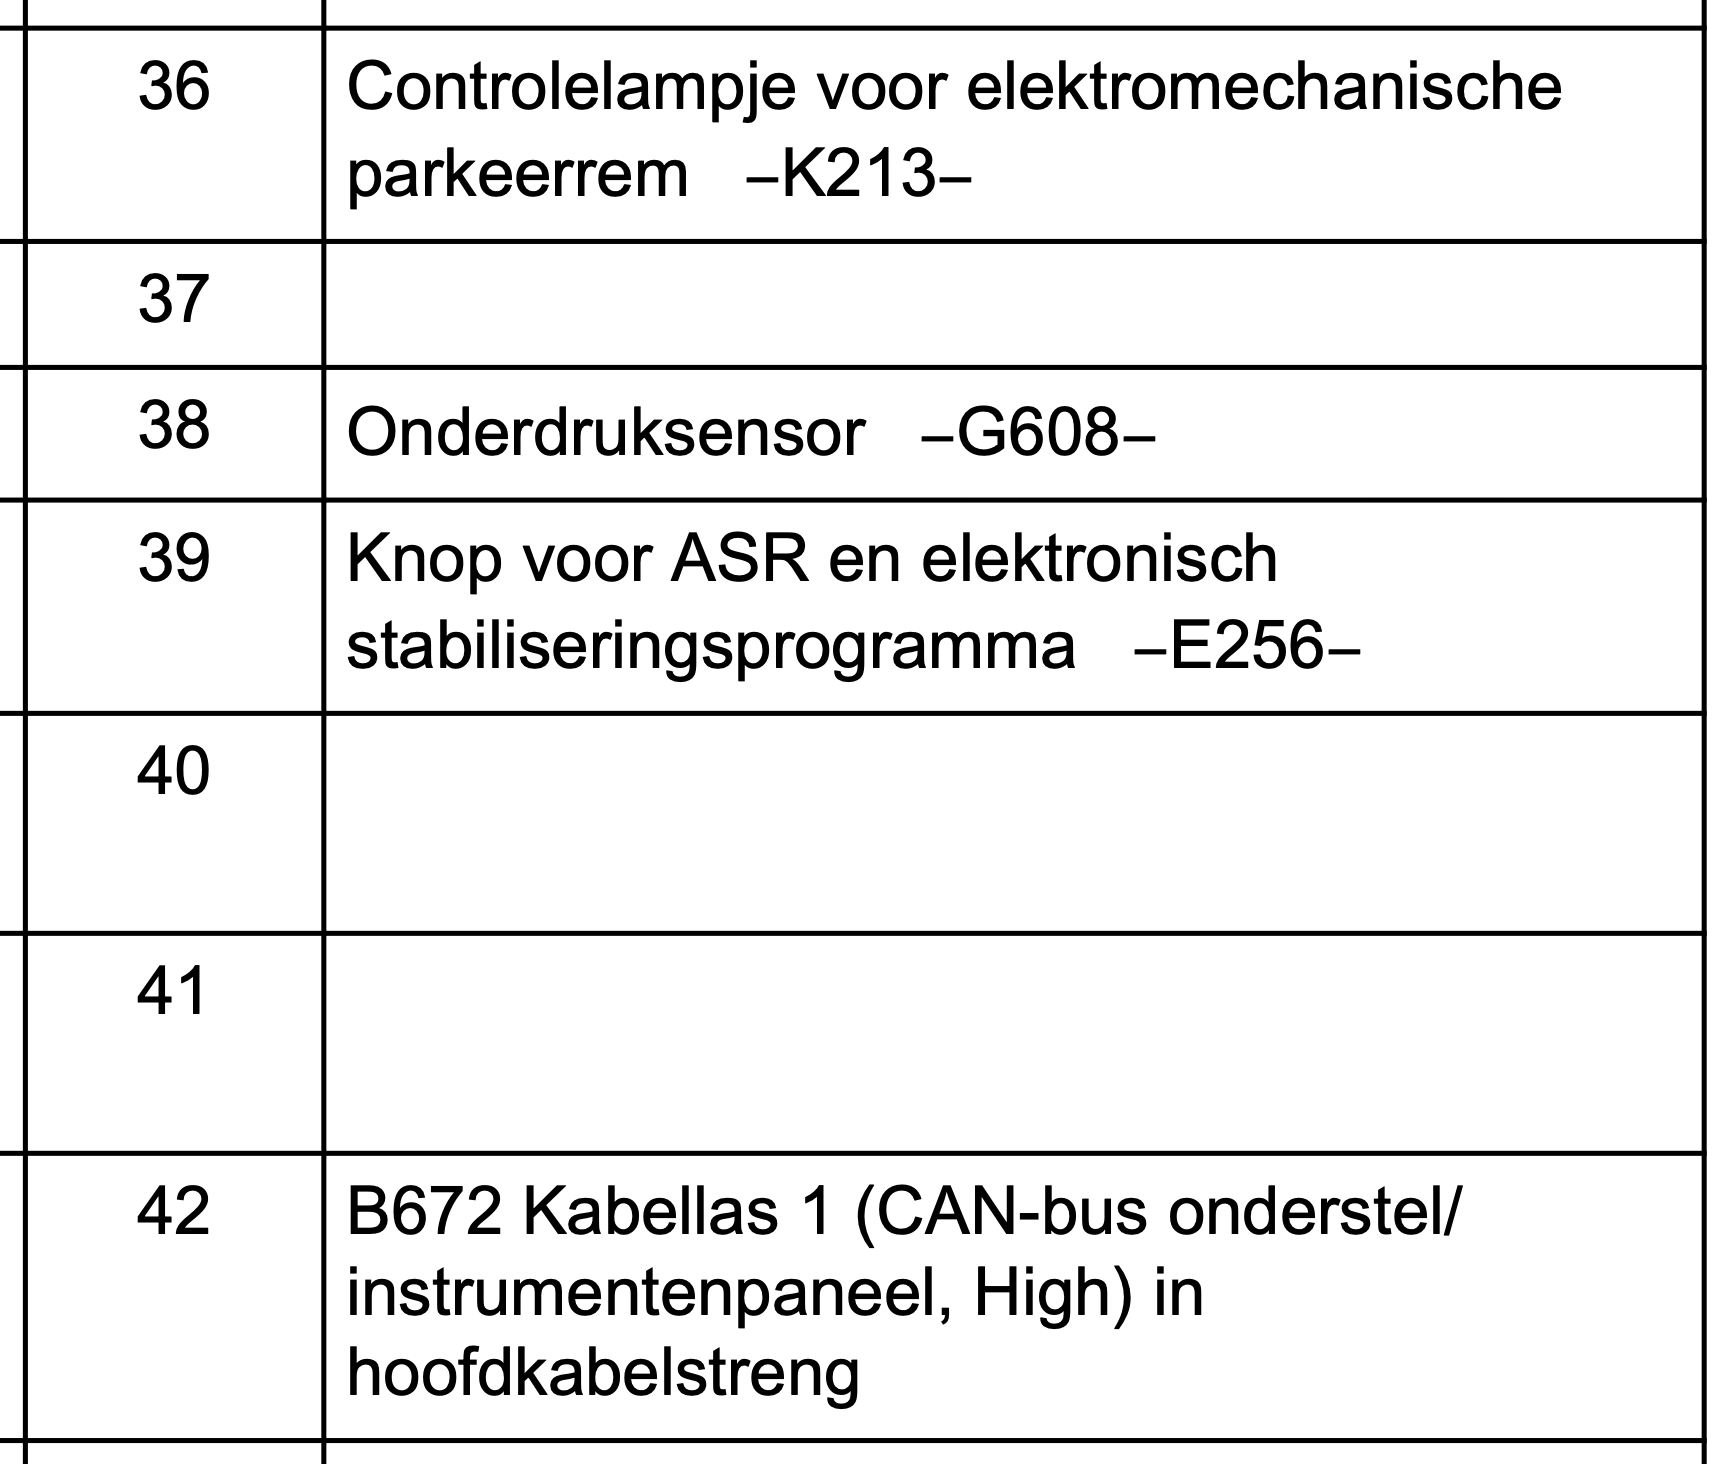 36 Controlelampje voor elektromechanische
parkeerrem –K213–
37
38 Onderdruksensor –G608–
39 Knop voor ASR en elektronisch
stabiliseringsprogramma –E256–
40
41
42 B672 Kabellas 1 (CAN-bus onderstel/
instrumentenpaneel, High) in
hoofdkabelstreng